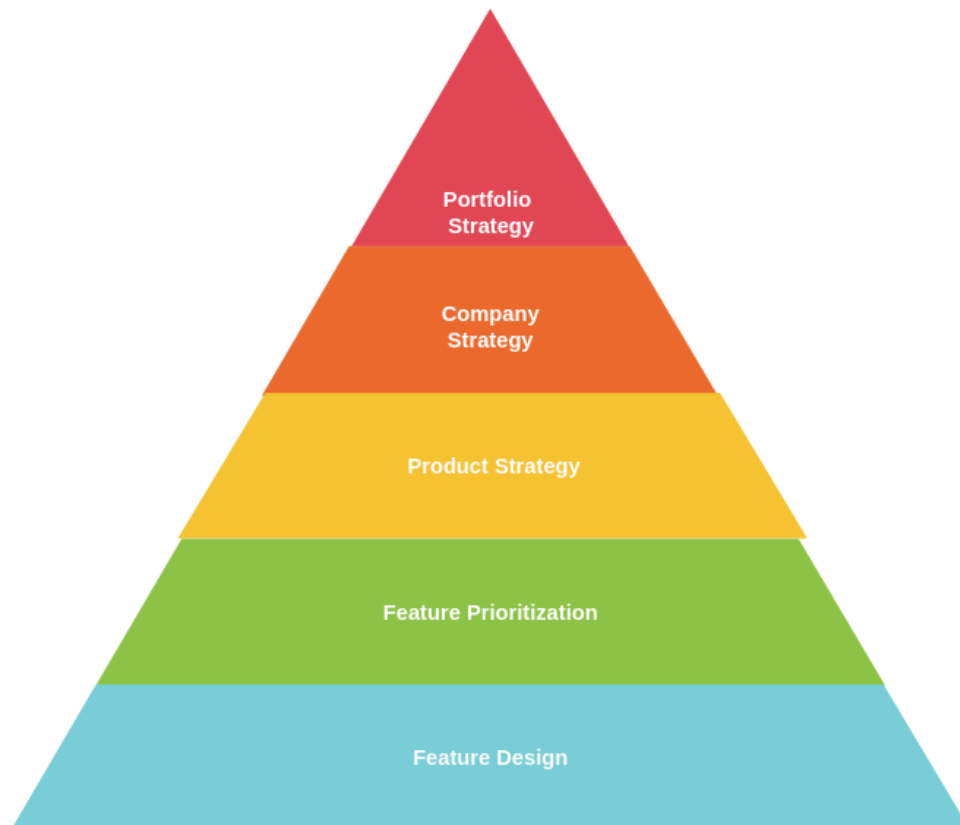 Portfolio
Strategy
Company
Strategy
Product Strategy
Feature Prioritization
Feature Design